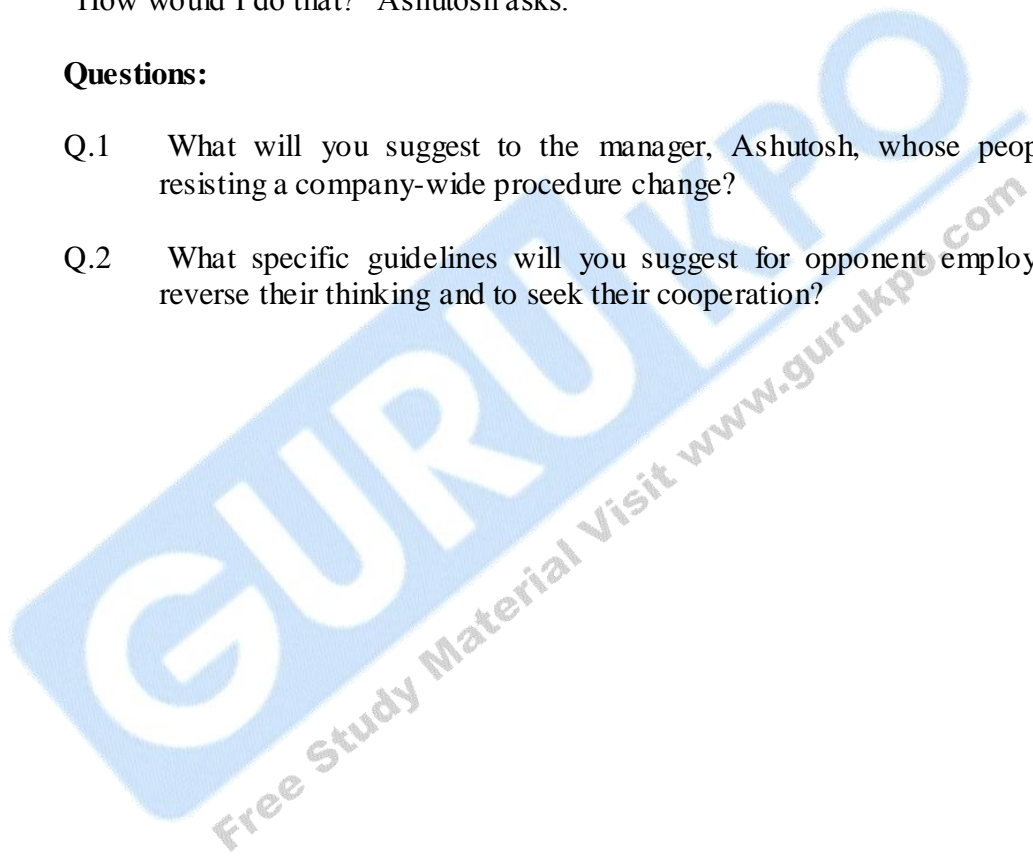 "How would I do that?" Ashutosh asks.
Questions:
Q.1 What will you suggest to the manager, Ashutosh, whose
resisting a company-wide procedure change?
Q.2 What specific guidelines will you suggest for opponent
reverse their thinking and to seek their cooperation?
GURUKPO
Free Study Material Visit www.gurukpo.com